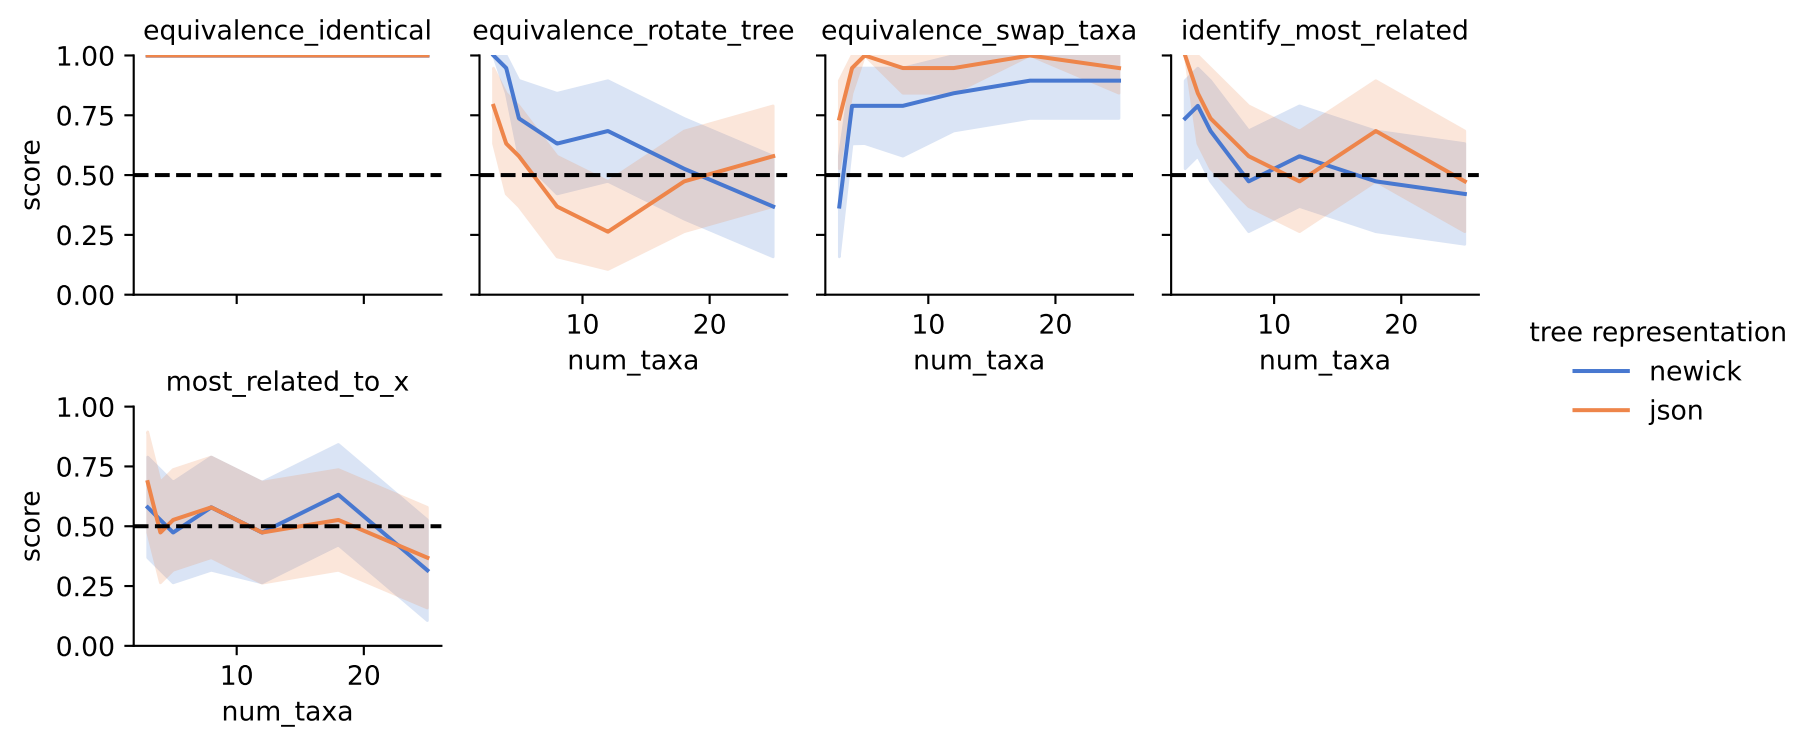 equivalence_identical
equivalence_rotate_tree
equivalence_swap_taxa
identify_most_related
score
1.00
0.75
0.50
0.25
0.00
10
20
num_taxa
10
20
num_taxa
10
20
num_taxa
most_related_to_x
score
1.00
0.75
0.50
0.25
0.00
10
20
num_taxa
tree representation
newick
json